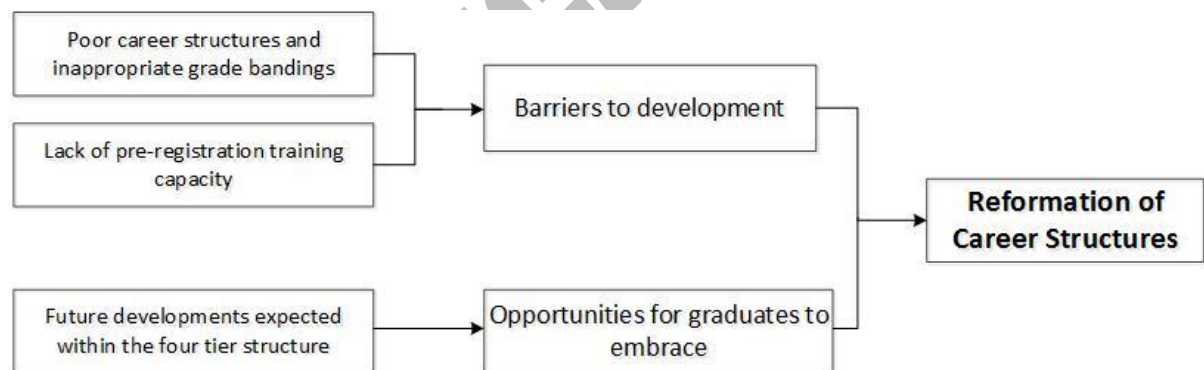 Poor career structures and
inappropriate grade bandings
Lack of pre-registration training
capacity
Future developments expected
within the four tier structure
Barriers to development
Opportunities for graduates to
embrace
Reformation of
Career Structures